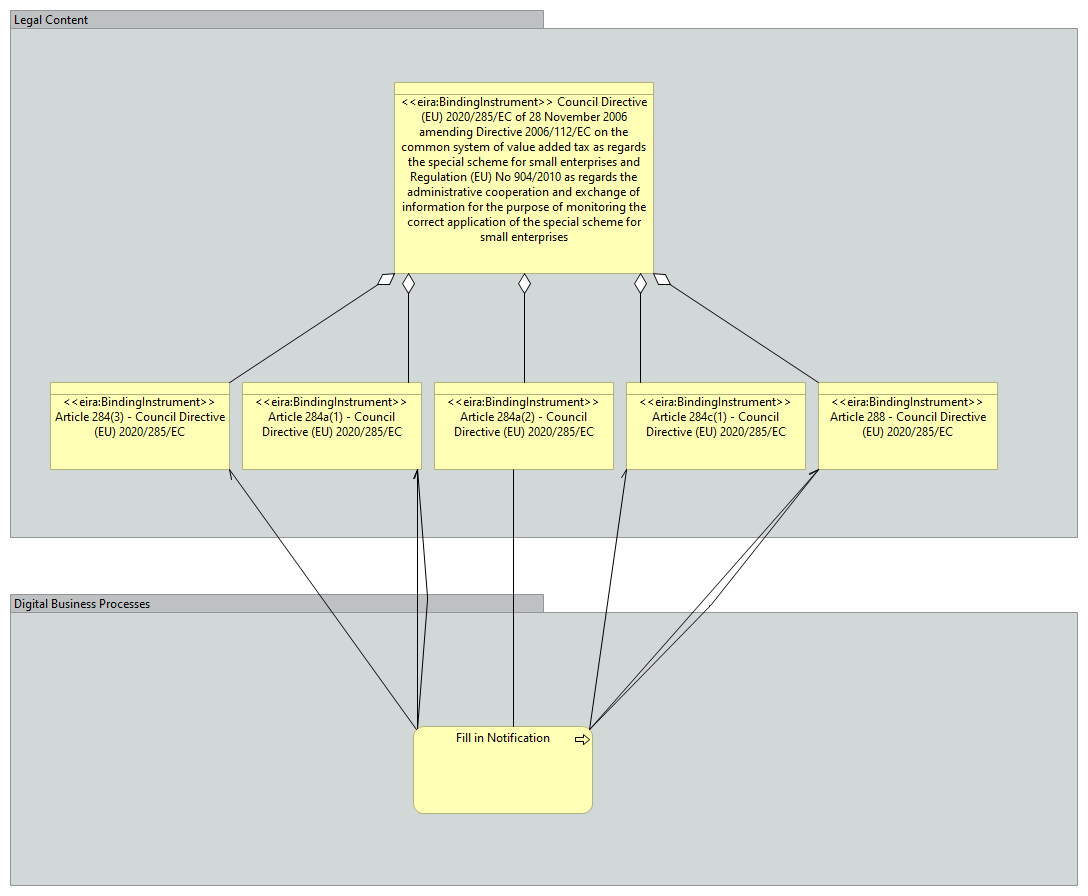 Legal Content
<<eira:BindingInstrument>> Council Directive
(EU) 2020/285/EC of 28 November 2006
amending Directive 2006/112/EC on the
common system of value added tax as regards
the special scheme for small enterprises and
Regulation (EU) No 904/2010 as regards the
administrative cooperation and exchange of
information for the purpose of monitoring the
correct application of the special scheme for
small enterprises
<<eira:BindingInstrument>>
Article 284(3) - Council Directive
(EU) 2020/285/EC
<<eira:BindingInstrument>>
Article 284a(1) - Council
Directive (EU) 2020/285/EC
<<eira:BindingInstrument>>
Article 284a(2) - Council
Directive (EU) 2020/285/EC
<<eira:BindingInstrument>>
Article 284c(1) - Council
Directive (EU) 2020/285/EC
<<eira:BindingInstrument>>
Article 288 - Council Directive
(EU) 2020/285/EC
Digital Business Processes
Fill in Notification